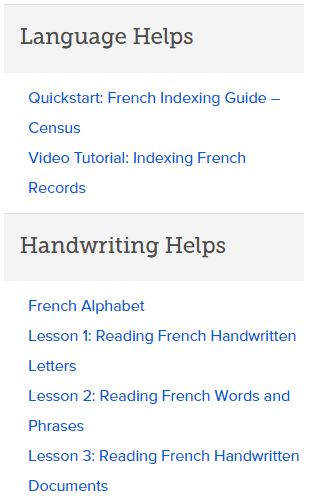 Language Helps
Quickstart: French Indexing Guide –
Census
Video Tutorial: Indexing French
Records
Handwriting Helps
French Alphabet
Lesson 1: Reading French Handwritten
Letters
Lesson 2: Reading French Words and
Phrases
Lesson 3: Reading French Handwritten
Documents